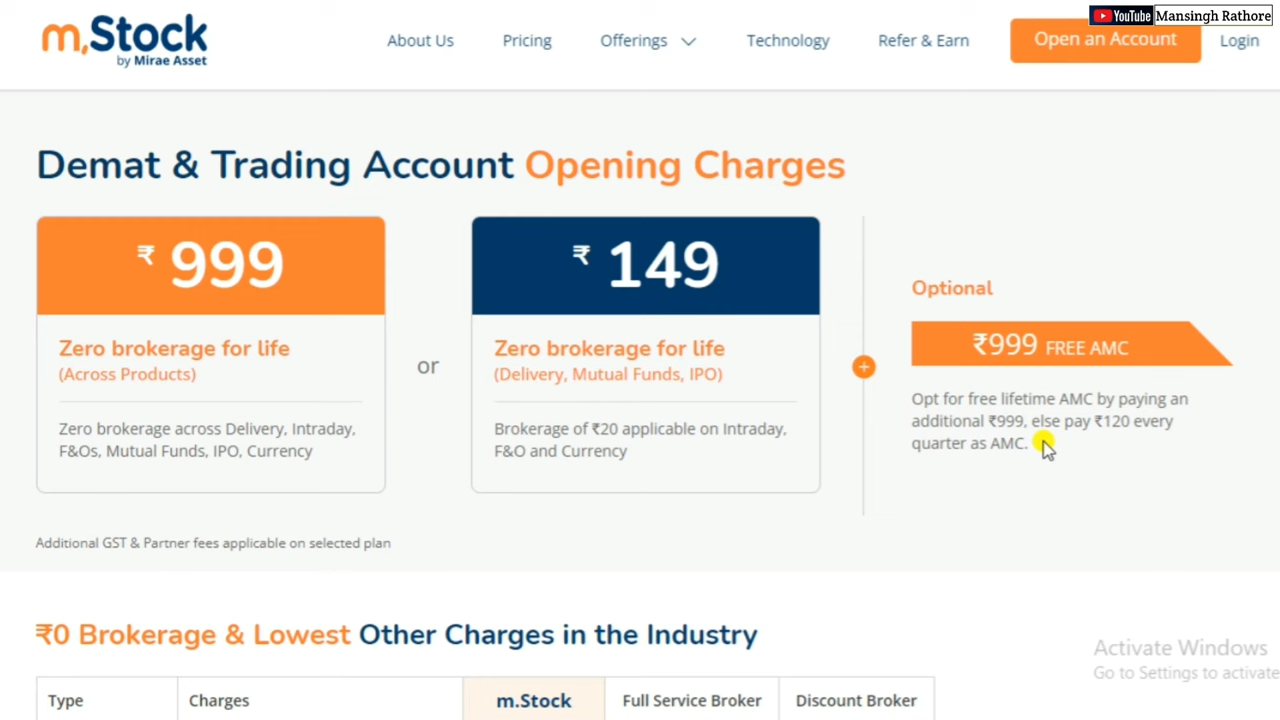 YouTube Mansingh Rathore
m.Stock
by Mirae Asset
About Us
Pricing
Offerings
Technology
Refer & Earn
Open an Account
Login
Demat & Trading Account Opening Charges
₹ 999
Zero brokerage for life
(Across Products)
Zero brokerage across Delivery, Intraday,
F&Os, Mutual Funds, IPO, Currency
or
₹ 149
Zero brokerage for life
(Delivery, Mutual Funds, IPO)
Brokerage of ₹20 applicable on Intraday,
F&O and Currency
+
Optional
₹999 FREE AMC
Opt for free lifetime AMC by paying an
additional ₹999, else pay ₹120 every
quarter as AMC.
Additional GST & Partner fees applicable on selected plan
₹0 Brokerage & Lowest Other Charges in the Industry
Activate Windows
Go to Settings to activate
Type
Charges
m.Stock
Full Service Broker
Discount Broker